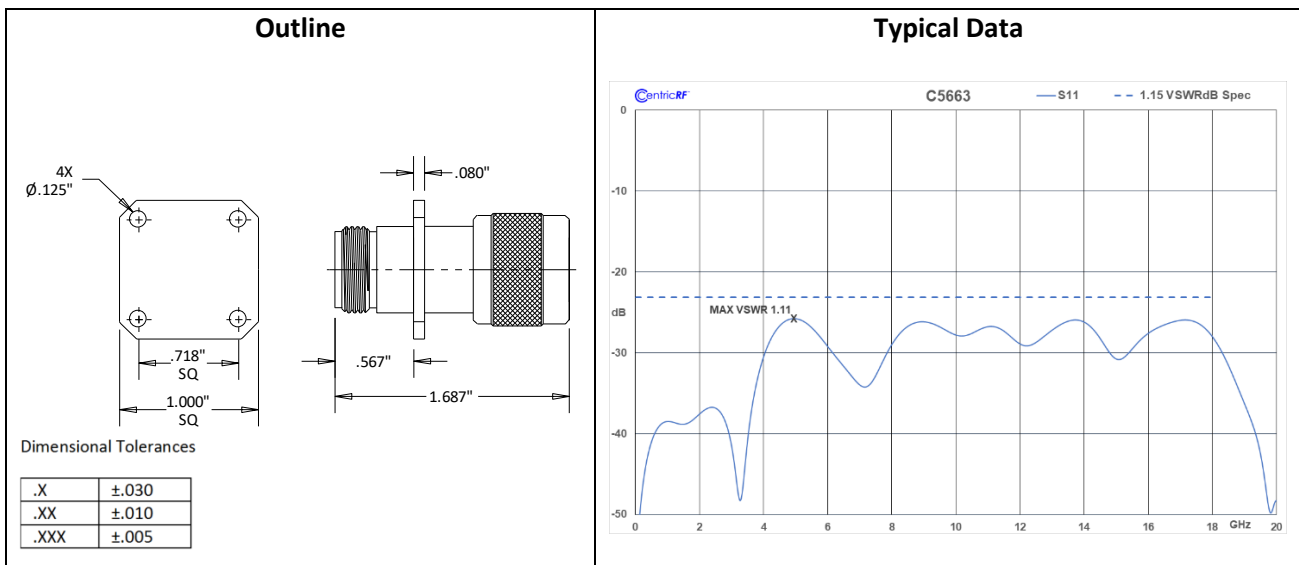 Outline
4X
Ø.125"
.080"
.718"
SQ
1.000"
SQ
.567"
1.687"
Dimensional Tolerances
.X ±.030
.XX ±.010
.XXX ±.005
Typical Data
CentricRF™
C5663
S11
1.15 VSWRdB Spec
0
-10
-20
dB
-30
-40
-50
MAX VSWR 1.11
X
0 2 4 6 8 10 12 14 16 18 GHz 20